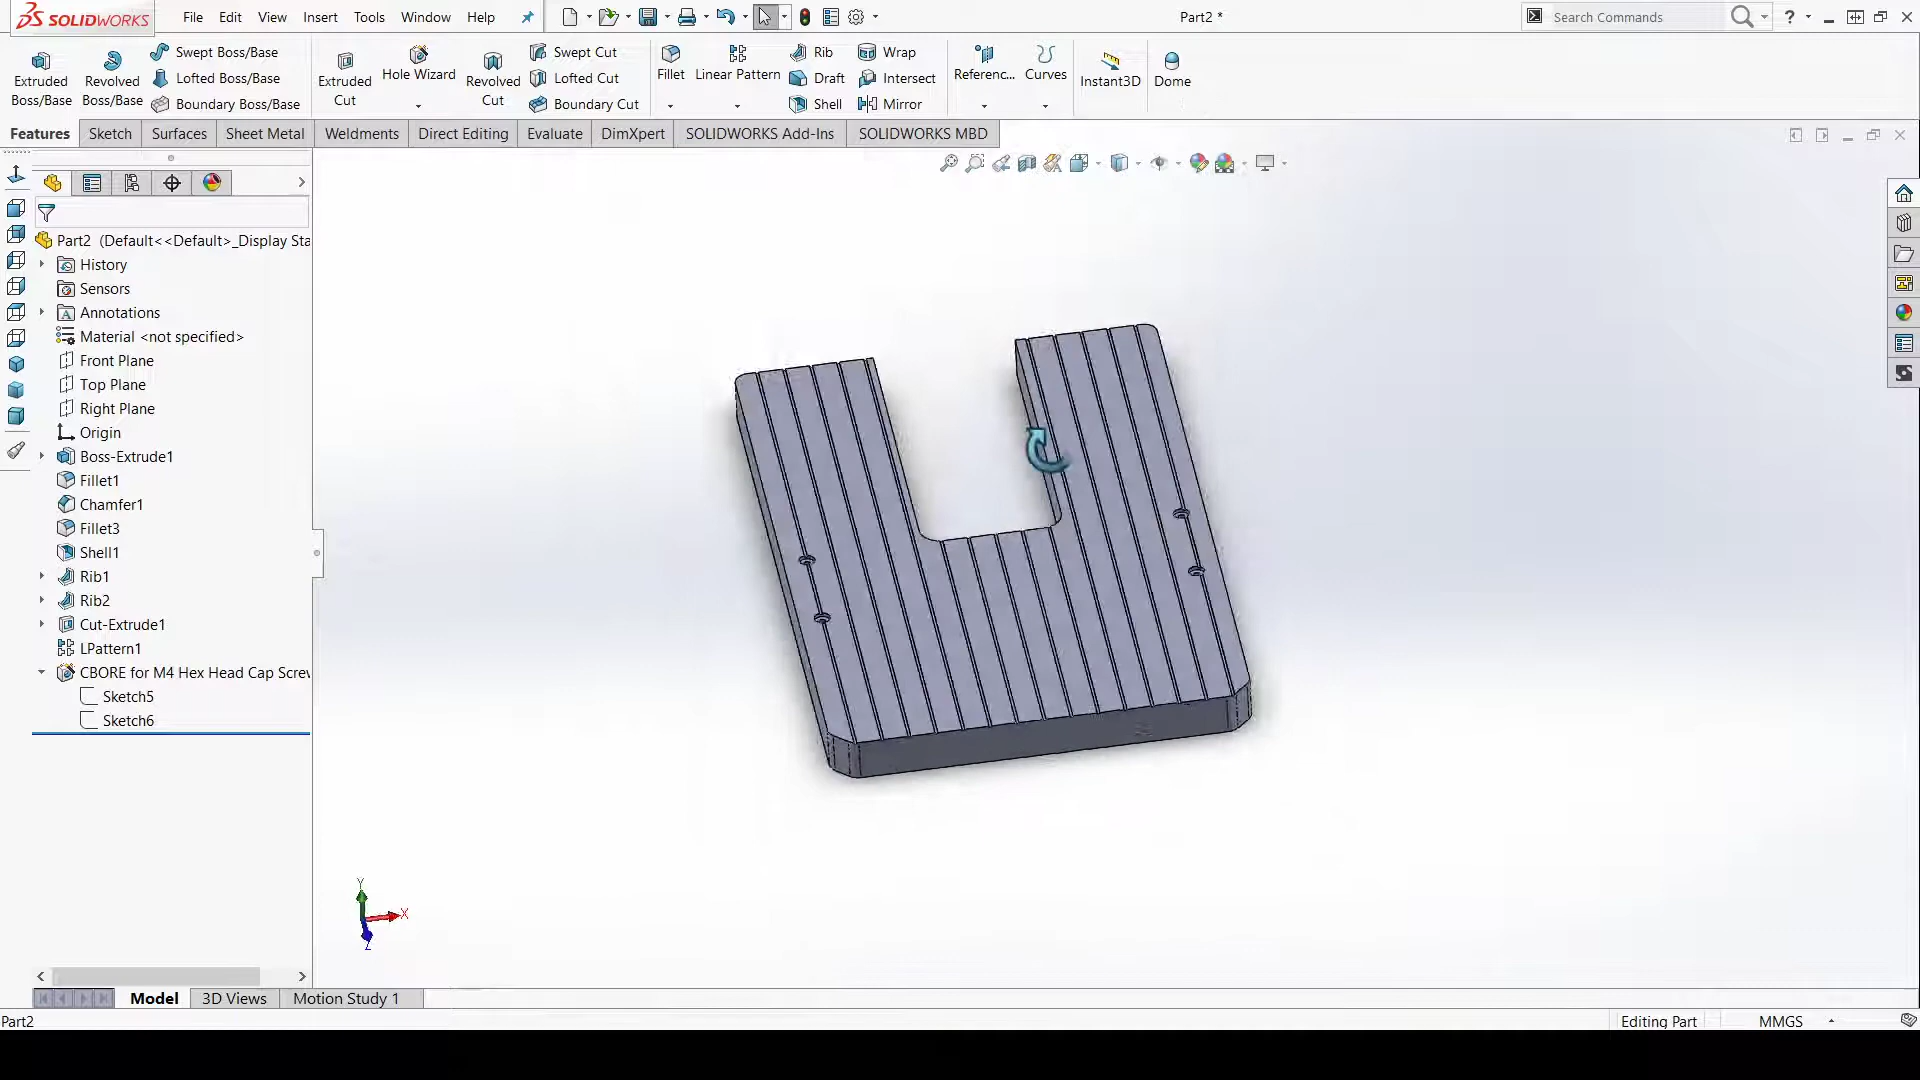 SOLIDWORKS File Edit View Insert Tools Window Help Part2 * Search Commands ?
Extruded Boss/Base
Revolved Boss/Base
Swept Boss/Base
Lofted Boss/Base
Boundary Boss/Base
Extruded Cut
Hole Wizard
Revolved Cut
Swept Cut
Lofted Cut
Boundary Cut
Fillet
Linear Pattern
Rib
Draft
Shell
Wrap
Intersect
Mirror
Referenc...
Curves
Instant3D
Dome
Features Sketch Surfaces Sheet Metal Weldments Direct Editing Evaluate DimXpert SOLIDWORKS Add-Ins SOLIDWORKS MBD
Part2 (Default<<Default>_Display Sta
History
Sensors
Annotations
Material <not specified>
Front Plane
Top Plane
Right Plane
Origin
Boss-Extrude1
Fillet1
Chamfer1
Fillet3
Shell1
Rib1
Rib2
Cut-Extrude1
LPattern1
CBORE for M4 Hex Head Cap Screw
Sketch5
Sketch6
Y
X
Z
Model 3D Views Motion Study 1
Part2 Editing Part MMGS